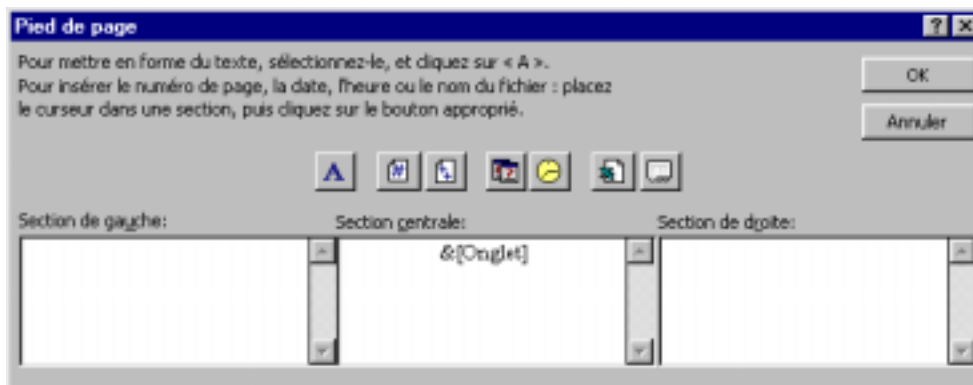 Pied de page
Pour mettre en forme du texte, sélectionnez-le, et cliquez sur « A ».
Pour insérer le numéro de page, la date, l'heure ou le nom du fichier : placez
le curseur dans une section, puis cliquez sur le bouton approprié.
OK
Annuler
A
Section de gauche:
Section centrale:
Section de droite:
&[Onglet]